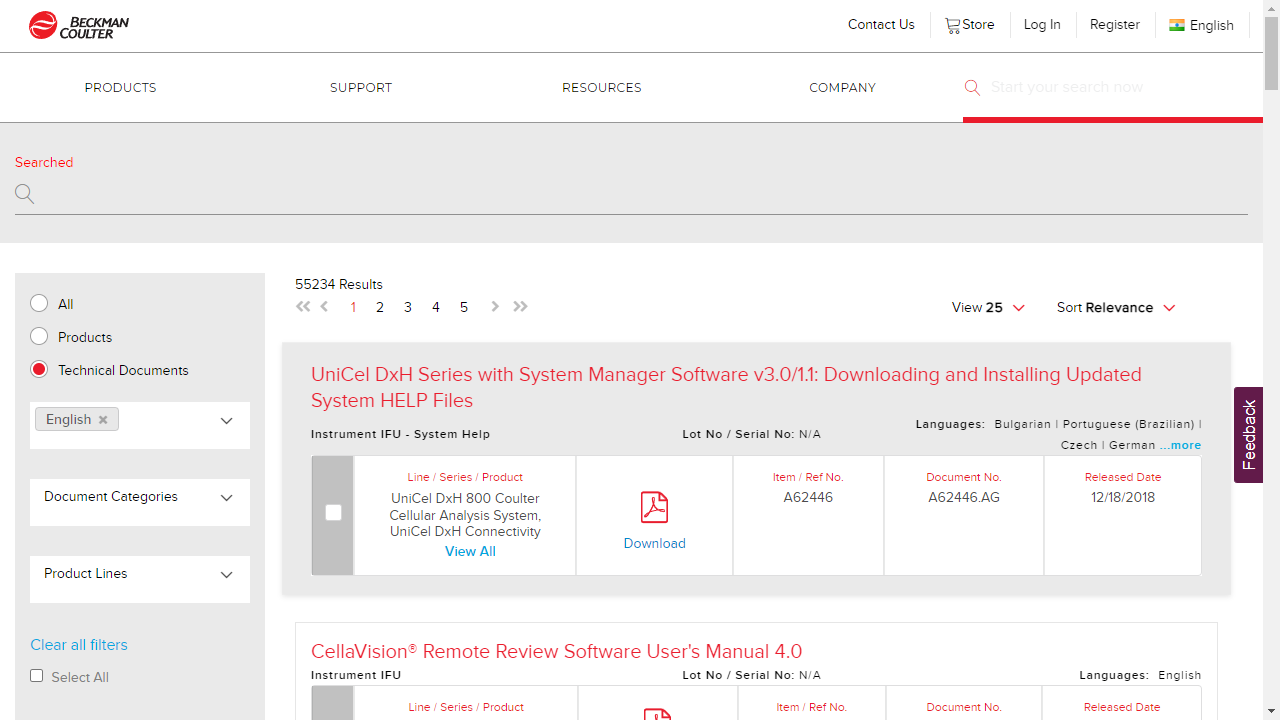 BECKMAN
COULTER
Contact Us
Store
Log In
Register
English
PRODUCTS
SUPPORT
RESOURCES
COMPANY
Start your search now
Searched
All
Products
Technical Documents
English
Document Categories
Product Lines
Clear all filters
Select All
55234 Results
1 2 3 4 5
View 25
Sort Relevance
UniCel DxH Series with System Manager Software v3.0/1.1: Downloading and Installing Updated
System HELP Files
Instrument IFU - System Help
Lot No / Serial No: N/A
Languages: Bulgarian | Portuguese (Brazilian) |
Czech | German ...more
Line / Series / Product
UniCel DxH 800 Coulter
Cellular Analysis System,
UniCel DxH Connectivity
View All
Download
Item / Ref No.
A62446
Document No.
A62446.AG
Released Date
12/18/2018
CellaVision® Remote Review Software User's Manual 4.0
Instrument IFU
Lot No / Serial No: N/A
Languages: English
Line / Series / Product
Item / Ref No.
Document No.
Released Date
Feedback